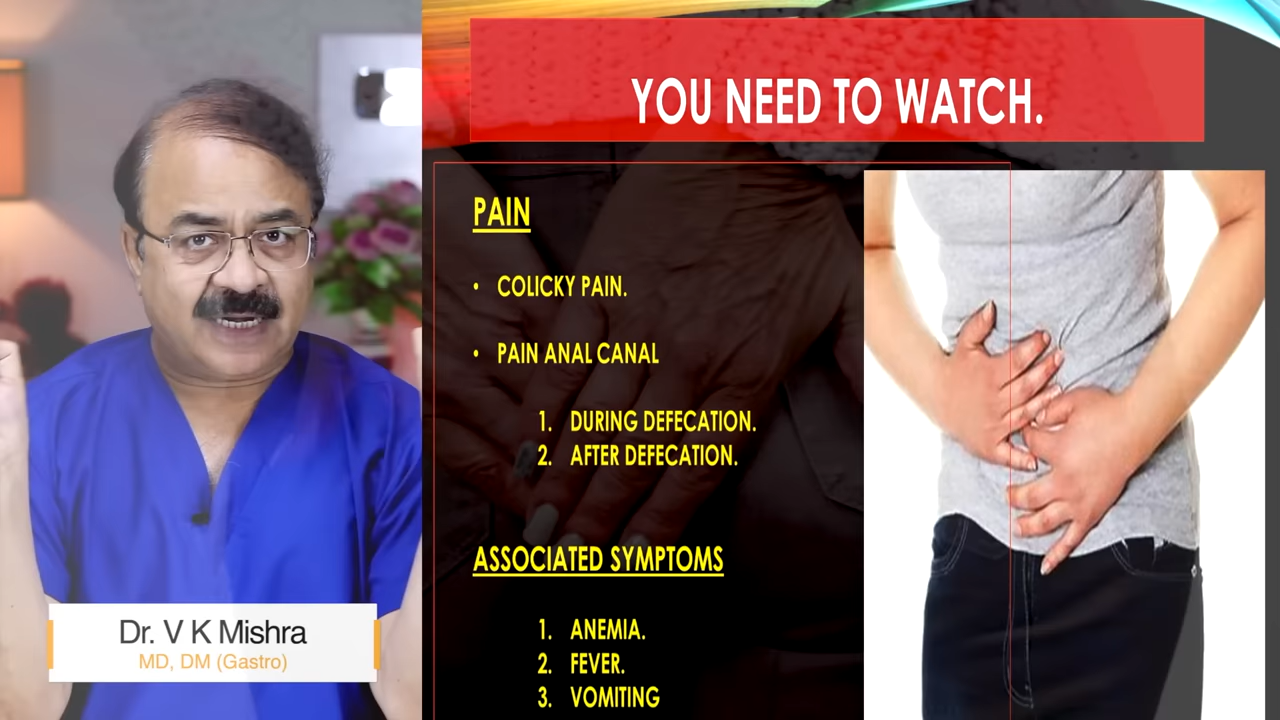 YOU NEED TO WATCH.
PAIN
• COLICKY PAIN.
• PAIN ANAL CANAL
1. DURING DEFECATION.
2. AFTER DEFECATION.
ASSOCIATED SYMPTOMS
1. ANEMIA.
2. FEVER.
3. VOMITING
Dr. V K Mishra
MD, DM (Gastro)